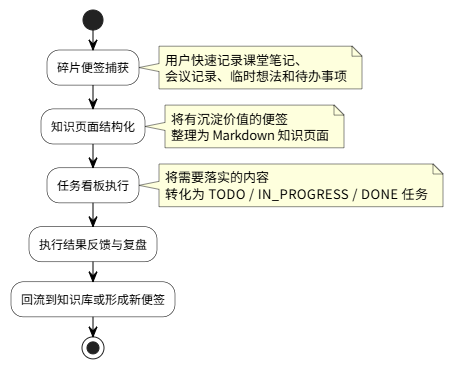 碎片便签捕获
用户快速记录课堂笔记、
会议记录、临时想法和待办事项
知识页面结构化
将有沉淀价值的便签
整理为 Markdown 知识页面
任务看板执行
将需要落实的内容
转化为 TODO / IN_PROGRESS / DONE 任务
执行结果反馈与复盘
回流到知识库或形成新便签